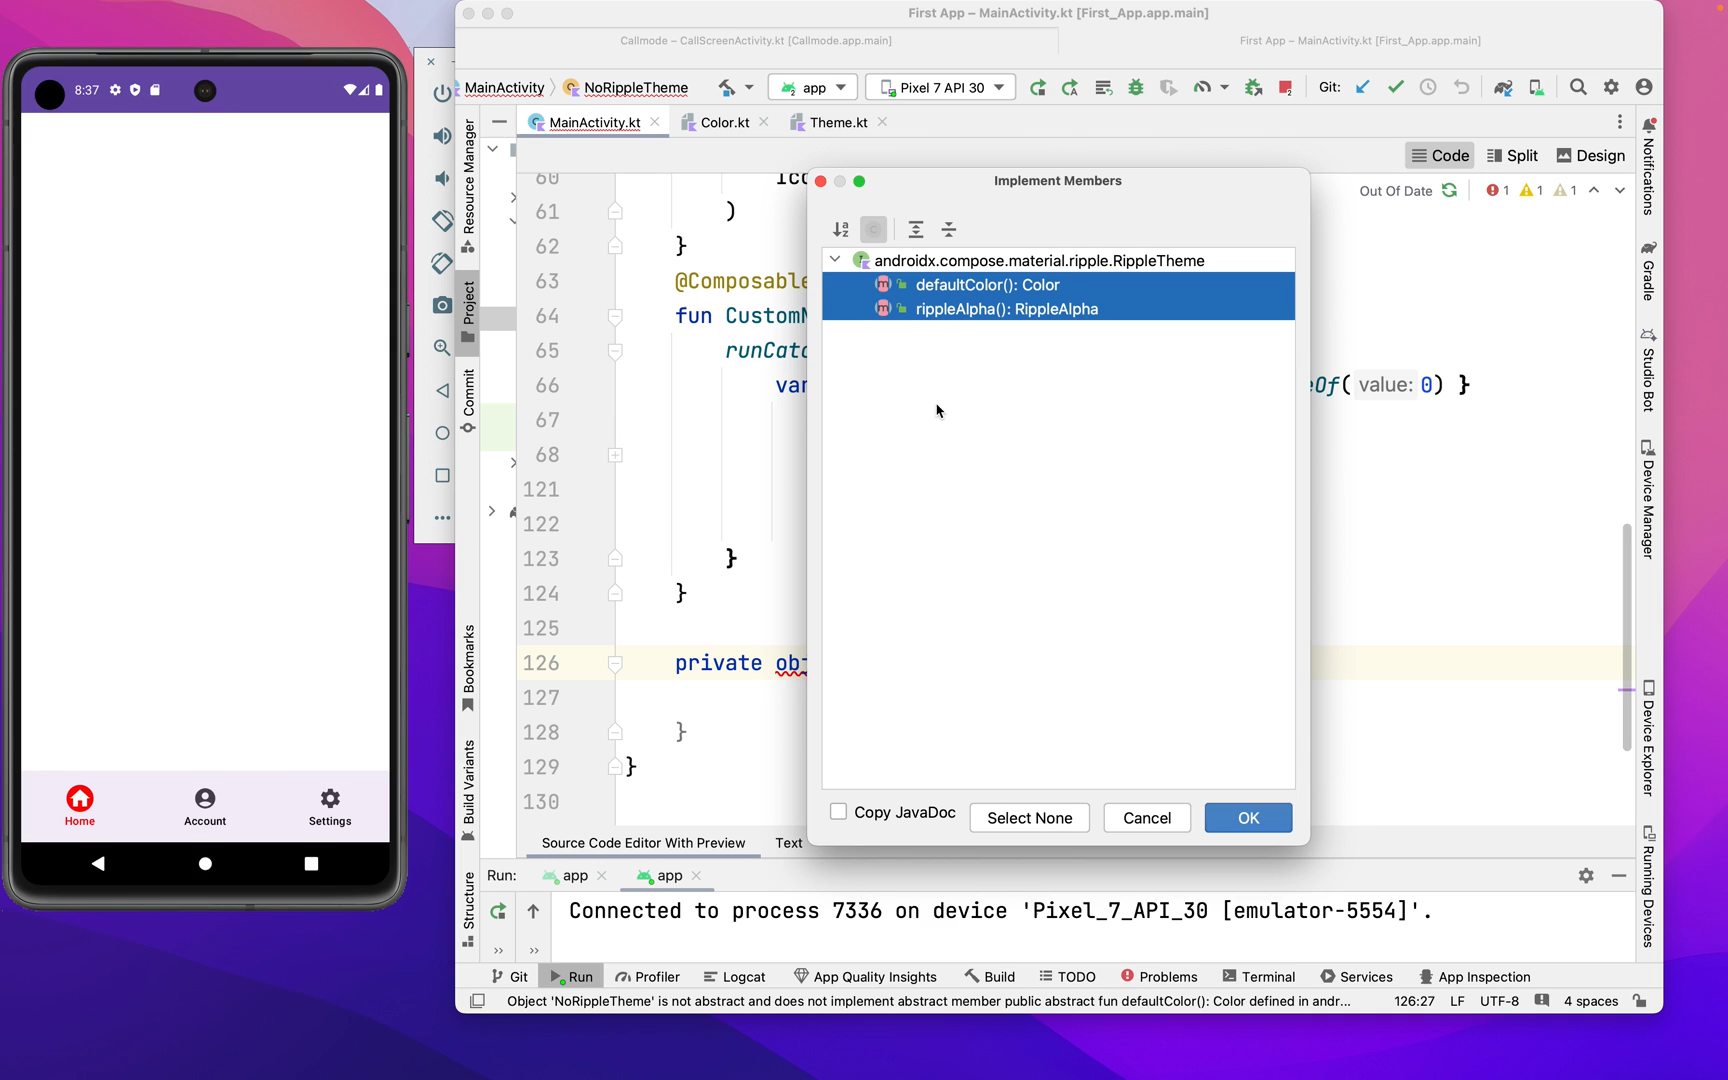 First App – MainActivity.kt [First_App.app.main]
Callmode – CallScreenActivity.kt [Callmode.app.main]
First App – MainActivity.kt [First_App.app.main]
8:37
MainActivity
NoRippleTheme
app
Pixel 7 API 30
Git:
MainActivity.kt
Color.kt
Theme.kt
Code
Split
Design
Out Of Date
1
1
1
Implement Members
androidx.compose.material.ripple.RippleTheme
defaultColor(): Color
rippleAlpha(): RippleAlpha
Copy JavaDoc
Select None
Cancel
OK
60
61 )
62 }
63 @Composable
64 fun
65
66 value: 0) }
67
68
121
122
123 }
124 }
125
126 private
127
128 }
129 }
130
Source Code Editor With Preview
Text
Home
Account
Settings
Run:
app
app
Connected to process 7336 on device 'Pixel_7_API_30 [emulator-5554]'.
Git
Run
Profiler
Logcat
App Quality Insights
Build
TODO
Problems
Terminal
Services
App Inspection
Object 'NoRippleTheme' is not abstract and does not implement abstract member public abstract fun defaultColor(): Color defined in andr...
126:27
LF
UTF-8
4 spaces
Resource Manager
Project
Commit
Bookmarks
Build Variants
Structure
Notifications
Gradle
Studio Bot
Device Manager
Device Explorer
Running Devices